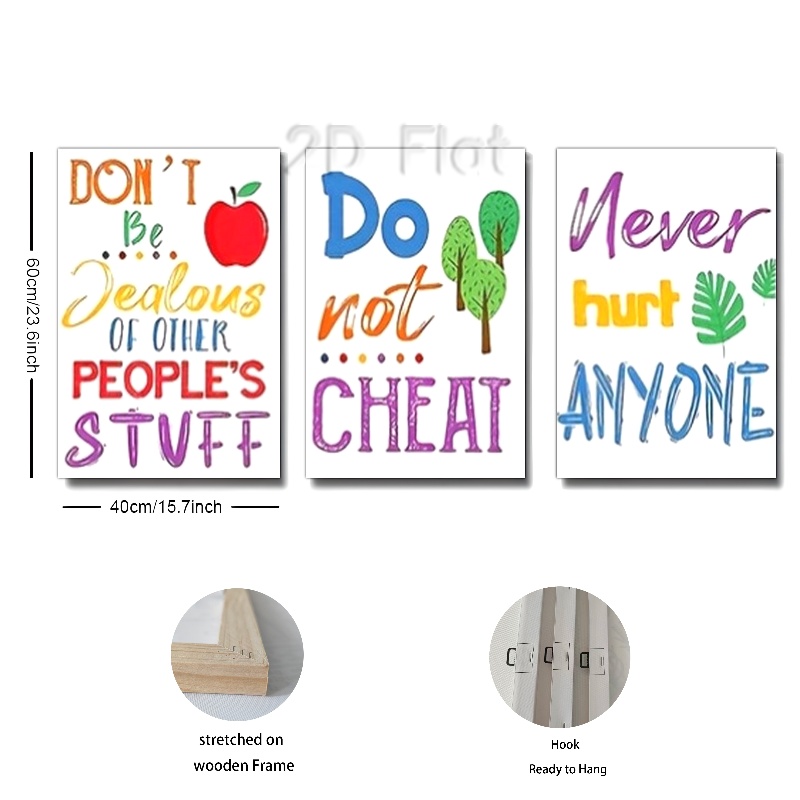 2D Flat
DON'T
Be
Jealous
OF OTHER
PEOPLE'S
STUFF
Do
not
CHEAT
Never
hurt
ANYONE
60cm/23.6inch
40cm/15.7inch
stretched on
wooden Frame
Hook
Ready to Hang